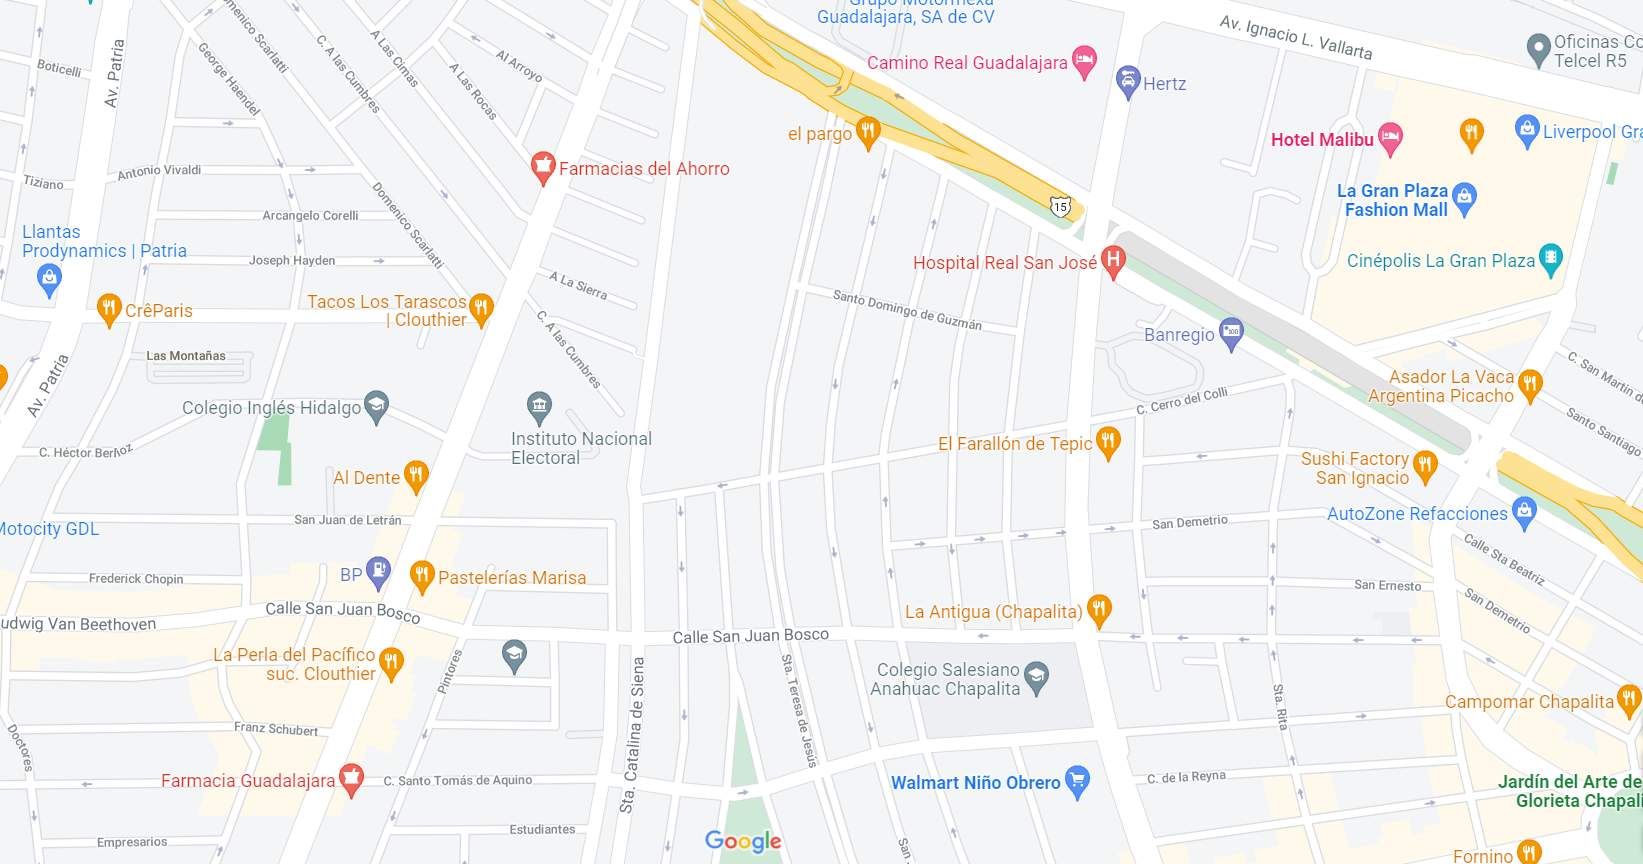 Grupo Motormexa
Guadalajara, SA de CV
Av. Ignacio L. Vallarta
Oficinas Co
Telcel R5
Camino Real Guadalajara
Hertz
Av. Patria
Boticelli
George Haendel
Domenico Scarlatti
C. A las Cumbres
A Las Cimas
Al Arroyo
A Las Rocas
el pargo
Hotel Malibu
Liverpool Gra
Farmacias del Ahorro
Antonio Vivaldi
Tiziano
La Gran Plaza
Fashion Mall
15
Arcangelo Corelli
Domenico Scarlatti
Llantas
Prodynamics | Patria
Joseph Hayden
Hospital Real San José
H
Cinépolis La Gran Plaza
A La Sierra
Santo Domingo de Guzmán
CrêParis
Tacos Los Tarascos
| Clouthier
C. A las Cumbres
Banregio
Las Montañas
Av. Patria
C. San Martin de
Asador La Vaca
Argentina Picacho
Colegio Inglés Hidalgo
C. Cerro del Colli
Santo Santiago
Instituto Nacional
Electoral
El Farallón de Tepic
C. Héctor Berlioz
Al Dente
Sushi Factory
San Ignacio
San Juan de Letrán
Motocity GDL
San Demetrio
AutoZone Refacciones
Calle Sta Beatriz
BP
Pastelerías Marisa
Frederick Chopin
San Ernesto
San Demetrio
Calle San Juan Bosco
La Antigua (Chapalita)
udwig Van Beethoven
Calle San Juan Bosco
La Perla del Pacífico
suc. Clouthier
Pintores
Sta. Catalina de Siena
Sta. Teresa de Jesús
Colegio Salesiano
Anahuac Chapalita
Sta. Rita
Campomar Chapalita
Doctores
Franz Schubert
Farmacia Guadalajara
C. Santo Tomás de Aquino
Walmart Niño Obrero
C. de la Reyna
Jardín del Arte de
Glorieta Chapali
Empresarios
Estudiantes
Google
San.
Fornino